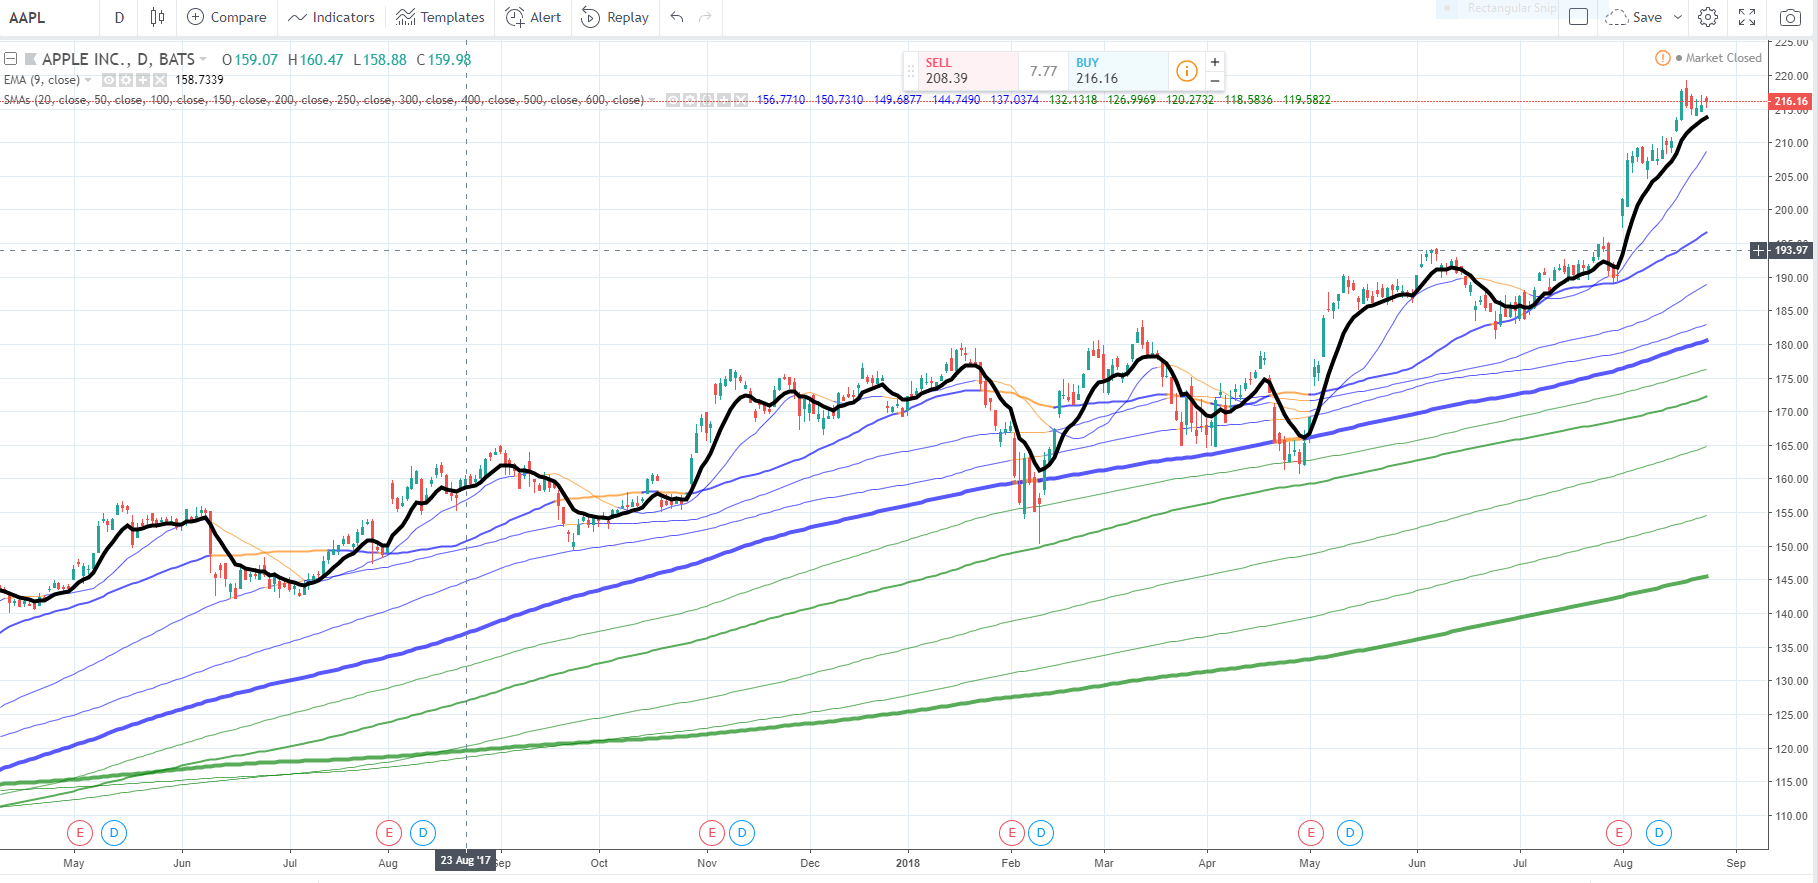 AAPL D Compare Indicators Templates Alert Replay Rectangular Snip Save
APPLE INC., D, BATS O159.07 H160.47 L158.88 C159.98
SELL 208.39
7.77
BUY 216.16
Market Closed
EMA (9, close) 158.7339
SMAs (20, close, 50, close, 100, close, 150, close, 200, close, 250, close, 300, close, 400, close, 500, close, 600, close) 156.7710 150.7310 149.6877 144.7490 137.0374 132.1318 126.9969 120.2732 118.5836 119.5822
225.00
220.00
216.16
215.00
210.00
205.00
200.00
193.97
190.00
185.00
180.00
175.00
170.00
165.00
160.00
155.00
150.00
145.00
140.00
135.00
130.00
125.00
120.00
115.00
110.00
E D E D E D E D E D E D
May Jun Jul Aug 23 Aug '17 Sep Oct Nov Dec 2018 Feb Mar Apr May Jun Jul Aug Sep